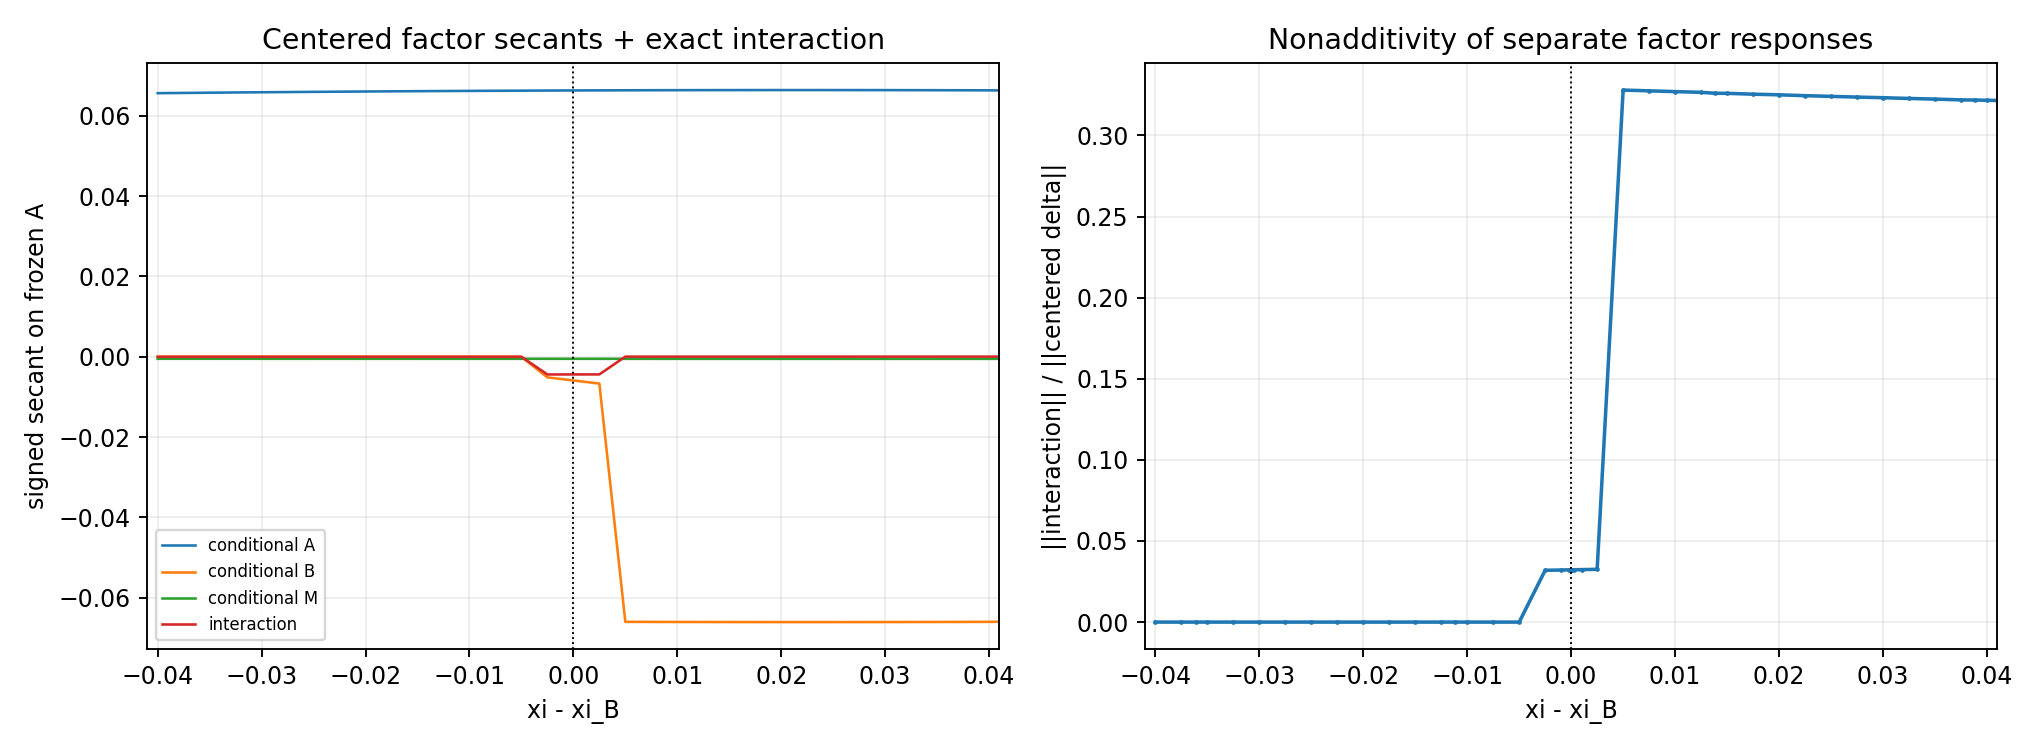 Centered factor secants + exact interaction
signed secant on frozen A
0.06
0.04
0.02
0.00
−0.02
−0.04
−0.06
conditional A
conditional B
conditional M
interaction
−0.04 −0.03 −0.02 −0.01 0.00 0.01 0.02 0.03 0.04
xi - xi_B
Nonadditivity of separate factor responses
||interaction|| / ||centered delta||
0.30
0.25
0.20
0.15
0.10
0.05
0.00
−0.04 −0.03 −0.02 −0.01 0.00 0.01 0.02 0.03 0.04
xi - xi_B